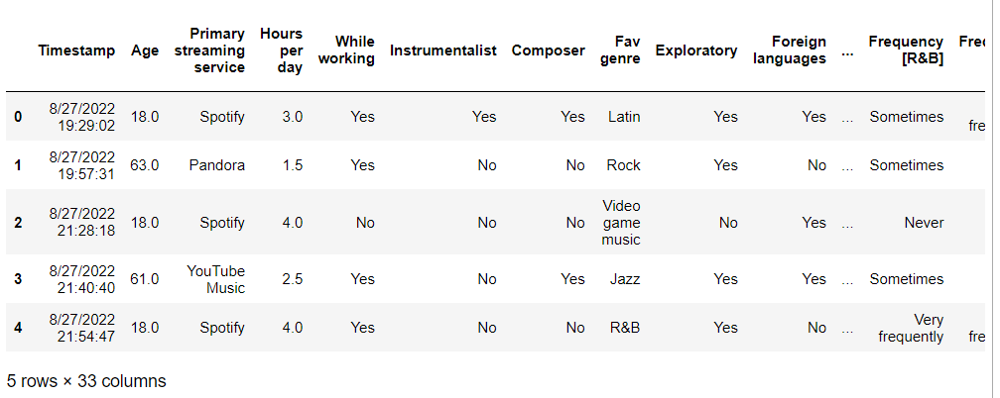 Timestamp Age Primary streaming service Hours per day While working Instrumentalist Composer Fav genre Exploratory Foreign languages ... Frequency [R&B]
0 8/27/2022 19:29:02 18.0 Spotify 3.0 Yes Yes Yes Latin Yes Yes ... Sometimes
1 8/27/2022 19:57:31 63.0 Pandora 1.5 Yes No No Rock Yes No ... Sometimes
2 8/27/2022 21:28:18 18.0 Spotify 4.0 No No No Video game music No Yes ... Never
3 8/27/2022 21:40:40 61.0 YouTube Music 2.5 Yes No Yes Jazz Yes Yes ... Sometimes
4 8/27/2022 21:54:47 18.0 Spotify 4.0 Yes No No R&B Yes No ... Very frequently
5 rows × 33 columns